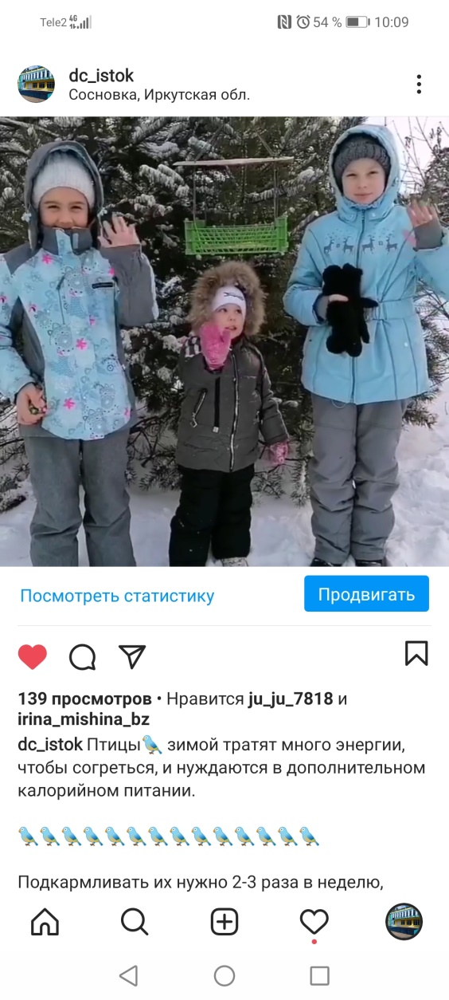 Tele2 4G 54 % 10:09
dc_istok
Сосновка, Иркутская обл.
Посмотреть статистику
Продвигать
139 просмотров • Нравится ju_ju_7818 и
irina_mishina_bz
dc_istok Птицы🐦 зимой тратят много энергии,
чтобы согреться, и нуждаются в дополнительном
калорийном питании.
Подкармливать их нужно 2-3 раза в неделю,